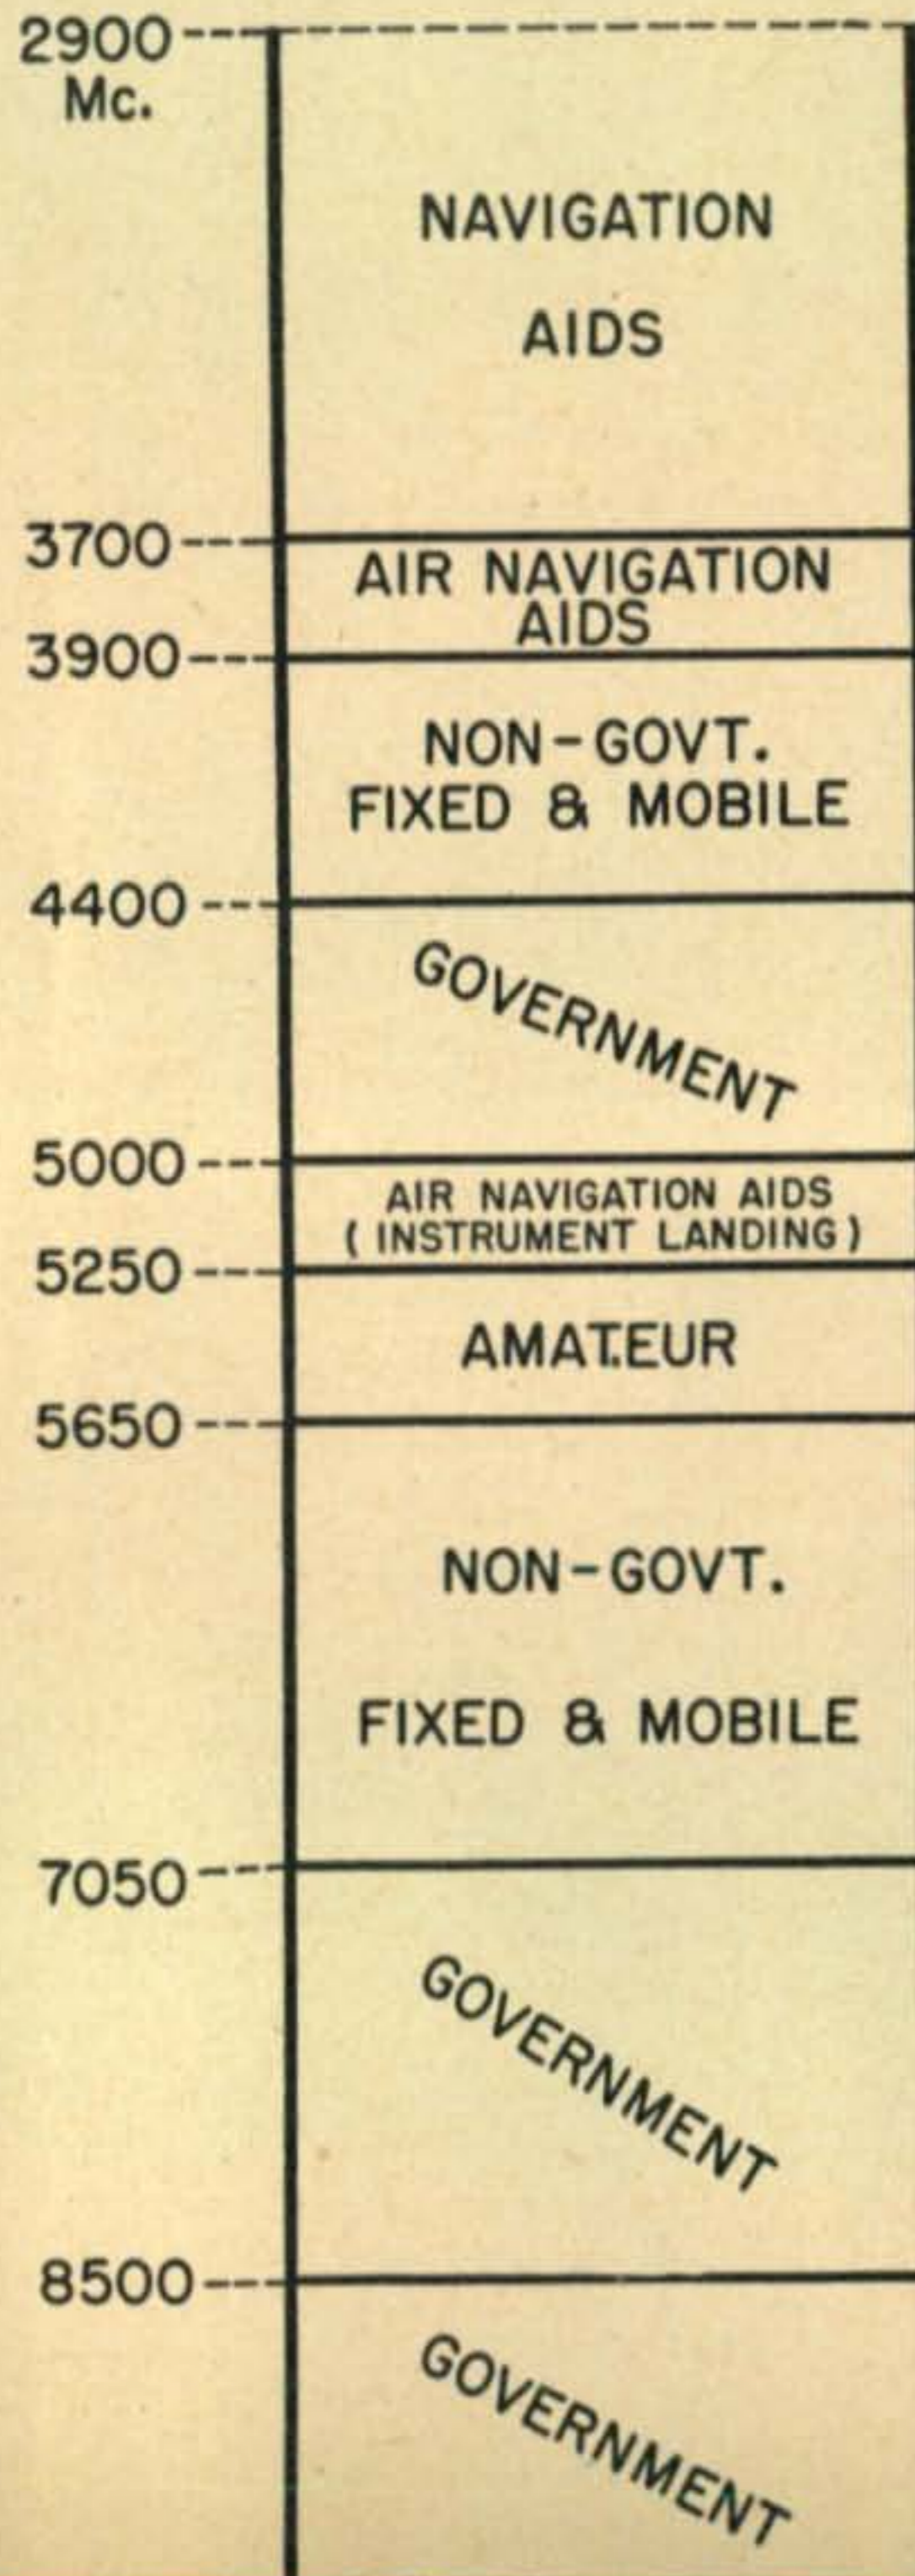 2900
Mc.
NAVIGATION
AIDS
3700
AIR NAVIGATION
AIDS
3900
NON-GOVT.
FIXED & MOBILE
4400
GOVERNMENT
5000
AIR NAVIGATION AIDS
( INSTRUMENT LANDING )
5250
AMATEUR
5650
NON-GOVT.
FIXED & MOBILE
7050
GOVERNMENT
8500
GOVERNMENT